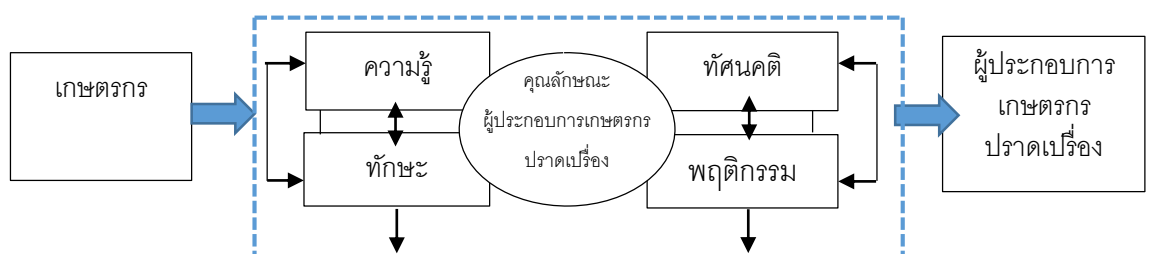 เกษตรกร
ความรู้
ทักษะ
คุณลักษณะ
ผู้ประกอบการเกษตรกร
ปราดเปรื่อง
ทัศนคติ
พฤติกรรม
ผู้ประกอบการ
เกษตรกร
ปราดเปรื่อง